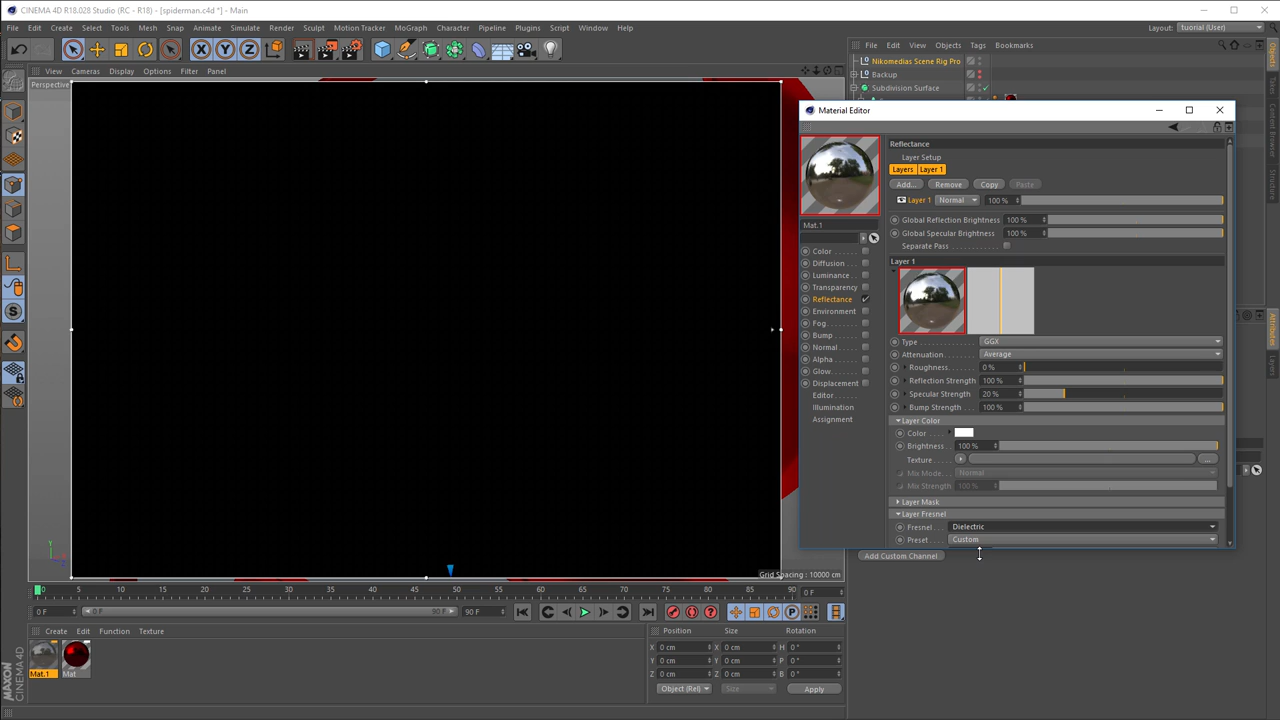 CINEMA 4D R18.028 Studio (RC - R18) - [spiderman.c4d *] - Main
File Edit Create Select Tools Mesh Snap Animate Simulate Render Sculpt Motion Tracker MoGraph Character Pipeline Plugins Script Window Help
Layout: tuorial (User)
File Edit View Objects Tags Bookmarks
View Cameras Display Options Filter Panel
Nikomedias Scene Rig Pro
Backup
Subdivision Surface
Perspective
Material Editor
Reflectance
Layer Setup
Layers Layer 1
Add... Remove Copy Paste
Layer 1 Normal 100 %
Global Reflection Brightness 100 %
Global Specular Brightness 100 %
Separate Pass
Mat.1
Color
Diffusion
Luminance
Transparency
Reflectance
Environment
Fog
Bump
Normal
Alpha
Glow
Displacement
Editor
Illumination
Assignment
Layer 1
Type GGX
Attenuation Average
Roughness 0 %
Reflection Strength 100 %
Specular Strength 20 %
Bump Strength 100 %
Layer Color
Color
Brightness 100 %
Texture ...
Mix Mode Normal
Mix Strength 100 %
Layer Mask
Layer Fresnel
Fresnel Dielectric
Preset Custom
Add Custom Channel
Objects
Takes
Content Browser
Structure
Attributes
Layers
Y
Z
Grid Spacing : 10000 cm
0 5 10 15 20 25 30 35 40 45 50 55 60 65 70 75 80 85 90 0 F
0 F 0 F 90 F 90 F
Create Edit Function Texture
Mat.1 Mat
Position Size Rotation
X 0 cm X 0 cm H 0 °
Y 0 cm Y 0 cm P 0 °
Z 0 cm Z 0 cm B 0 °
Object (Rel) Size Apply
MAXON
CINEMA 4D